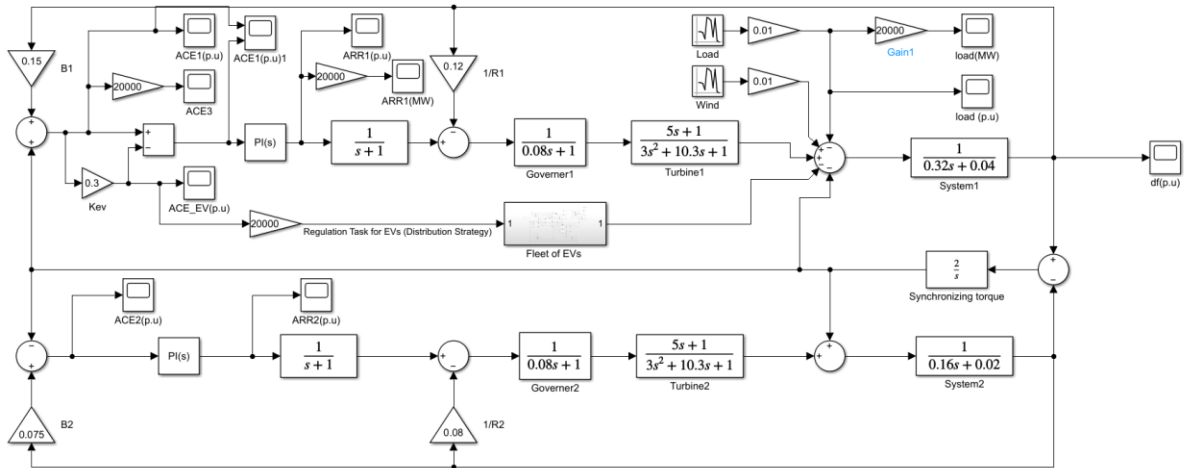 0.15
B1
ACE1(p.u)
ACE1(p.u)1
20000
ACE3
ARR1(p.u)
20000
ARR1(MW)
0.12
1/R1
Load
0.01
20000
Gain1
load(MW)
Wind
0.01
load (p.u)
PI(s)
1
s+1
1
0.08s+1
Governer1
5s+1
3s²+10.3s+1
Turbine1
1
0.32s+0.04
System1
df(p.u)
0.3
Kev
ACE_EV(p.u)
20000
Regulation Task for EVs (Distribution Strategy)
1
1
Fleet of EVs
2
s
Synchronizing torque
ACE2(p.u)
ARR2(p.u)
PI(s)
1
s+1
1
0.08s+1
Governer2
5s+1
3s²+10.3s+1
Turbine2
1
0.16s+0.02
System2
0.075
B2
0.08
1/R2